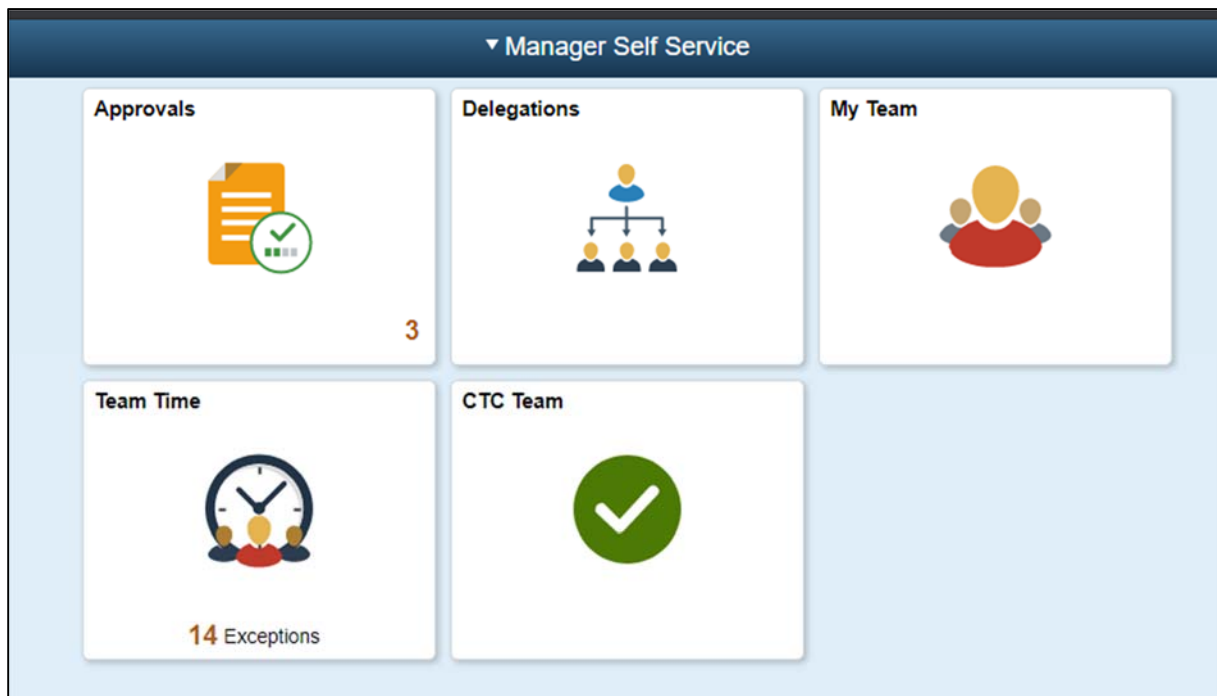 Manager Self Service
Approvals
3
Delegations
My Team
Team Time
14 Exceptions
CTC Team